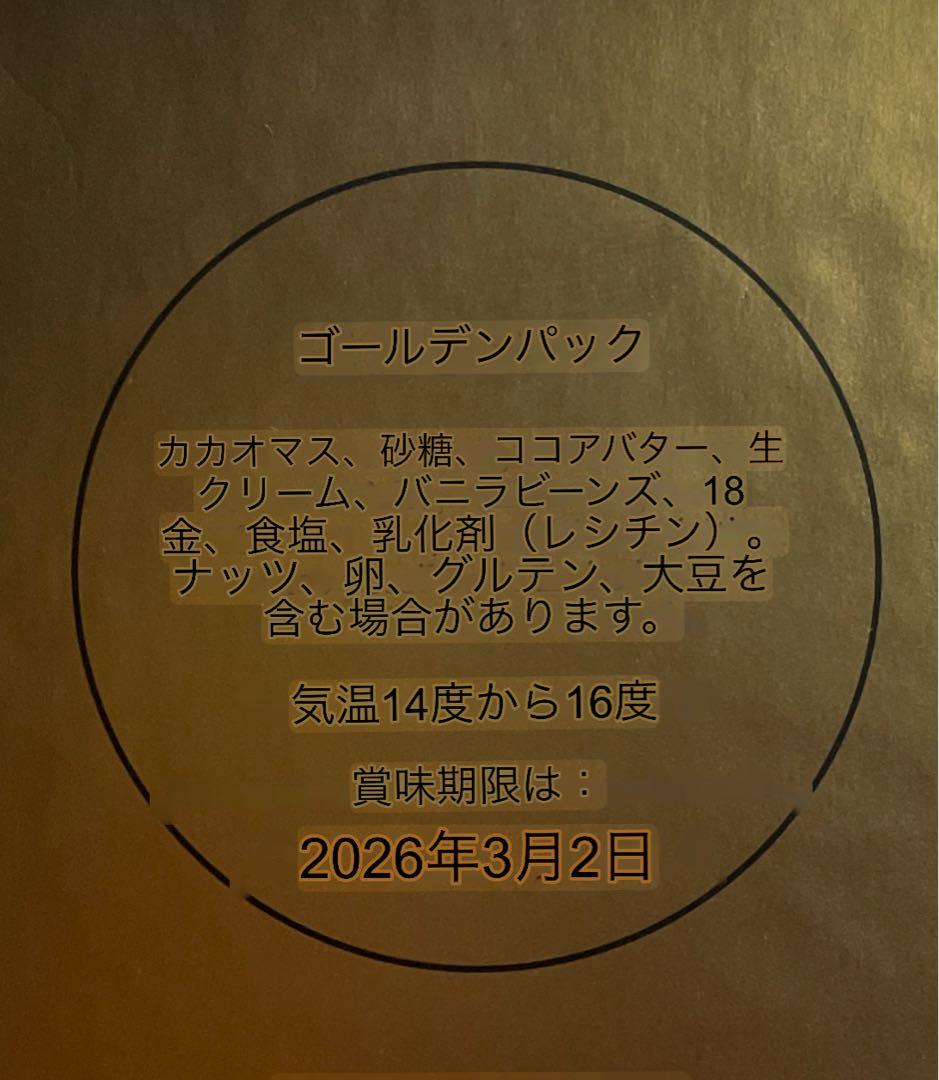 ゴールデンパック
カカオマス、砂糖、ココアバター、生
クリーム、バニラビーンズ、18
金、食塩、乳化剤（レシチン）。
ナッツ、卵、グルテン、大豆を
含む場合があります。
気温14度から16度
賞味期限は：
2026年3月2日